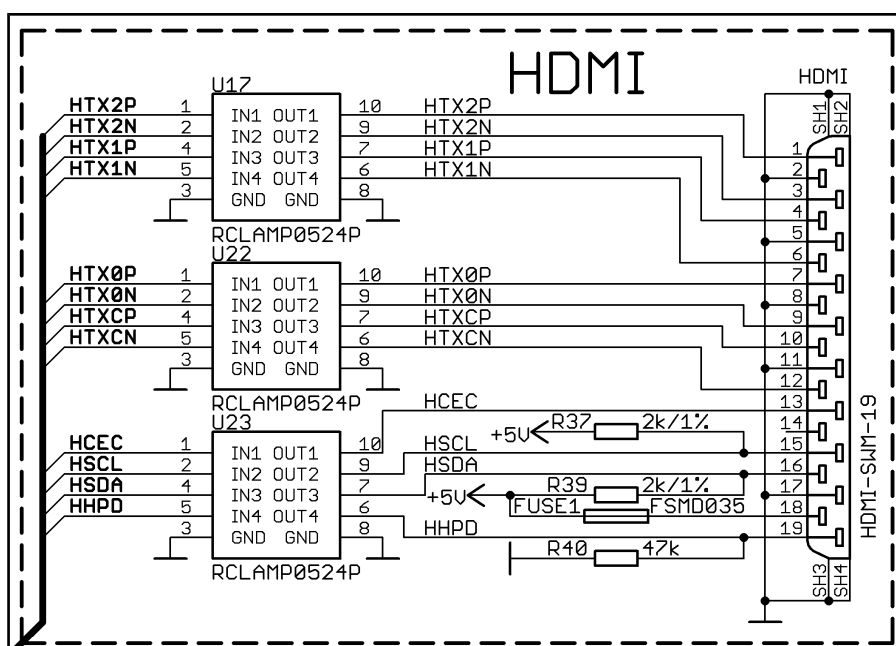 HDMI
HDMI
U17
HTX2P 1 IN1 OUT1 10 HTX2P
HTX2N 2 IN2 OUT2 9 HTX2N
HTX1P 4 IN3 OUT3 7 HTX1P
HTX1N 5 IN4 OUT4 6 HTX1N
3 GND GND 8
RCLAMP0524P
U22
HTX0P 1 IN1 OUT1 10 HTX0P
HTX0N 2 IN2 OUT2 9 HTX0N
HTXCP 4 IN3 OUT3 7 HTXCP
HTXCN 5 IN4 OUT4 6 HTXCN
3 GND GND 8
RCLAMP0524P
U23
HCEC 1 IN1 OUT1 10 HCEC
HSCL 2 IN2 OUT2 9 HSCL
HSDA 4 IN3 OUT3 7 HSDA
HHPD 5 IN4 OUT4 6 HHPD
3 GND GND 8
RCLAMP0524P
+5V R37 2k/1%
+5V R39 2k/1%
FUSE1 FSMD035
R40 47k
SH1
SH2
1
2
3
4
5
6
7
8
9
10
11
12
13
14
15
16
17
18
19
SH3
SH4
HDMI-SWM-19